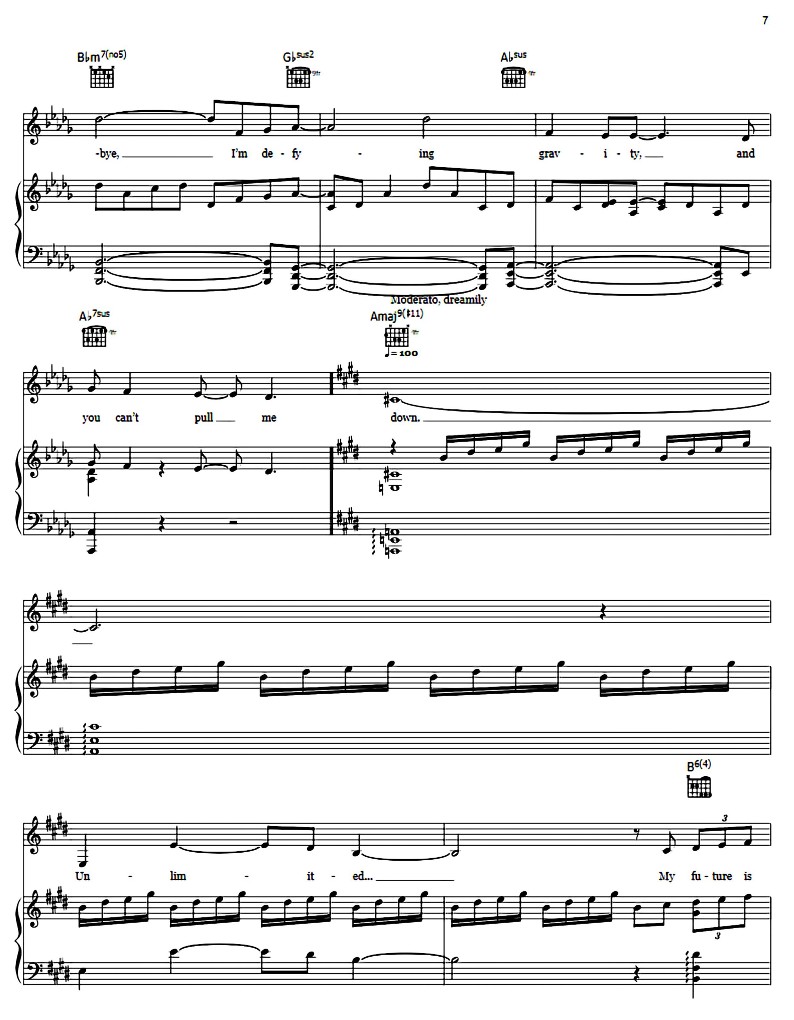 7
B♭m7(no5) G♭sus2 A♭sus
-bye, I'm de - fy - ing grav - i - ty, and
Moderato, dreamily
A♭7sus Amaj9(♯11)
♩ = 100
you can't pull me down.
B6(4)
3
Un - lim - it - ed... My fu - ture is
3